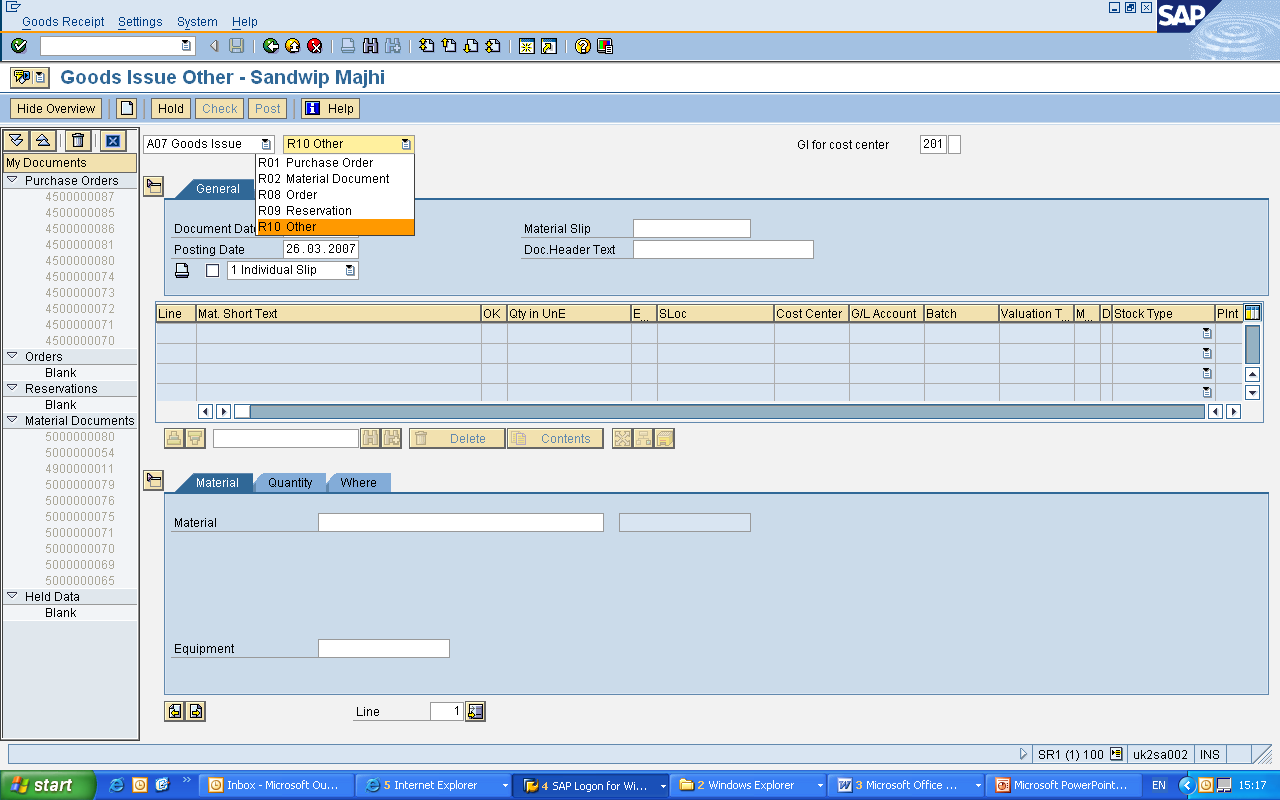 Goods Receipt Settings System Help
SAP
Goods Issue Other - Sandwip Majhi
Hide Overview Hold Check Post Help
A07 Goods Issue R10 Other GI for cost center 201
R01 Purchase Order
R02 Material Document
R08 Order
R09 Reservation
R10 Other
My Documents
Purchase Orders
4500000087
4500000085
4500000086
4500000081
4500000080
4500000074
4500000073
4500000072
4500000071
4500000070
Orders
Blank
Reservations
Blank
Material Documents
5000000080
5000000054
4900000011
5000000079
5000000076
5000000075
5000000071
5000000070
5000000069
5000000065
Held Data
Blank
General
Document Dat Material Slip
Posting Date 26.03.2007 Doc.Header Text
1 Individual Slip
Line Mat. Short Text OK Qty in UnE E... SLoc Cost Center G/L Account Batch Valuation T... M... D Stock Type Plnt
Delete Contents
Material Quantity Where
Material
Equipment
Line 1
SR1 (1) 100 uk2sa002 INS
start Inbox - Microsoft Ou... 5 Internet Explorer 4 SAP Logon for Wi... 2 Windows Explorer 3 Microsoft Office ... Microsoft PowerPoint... EN 15:17